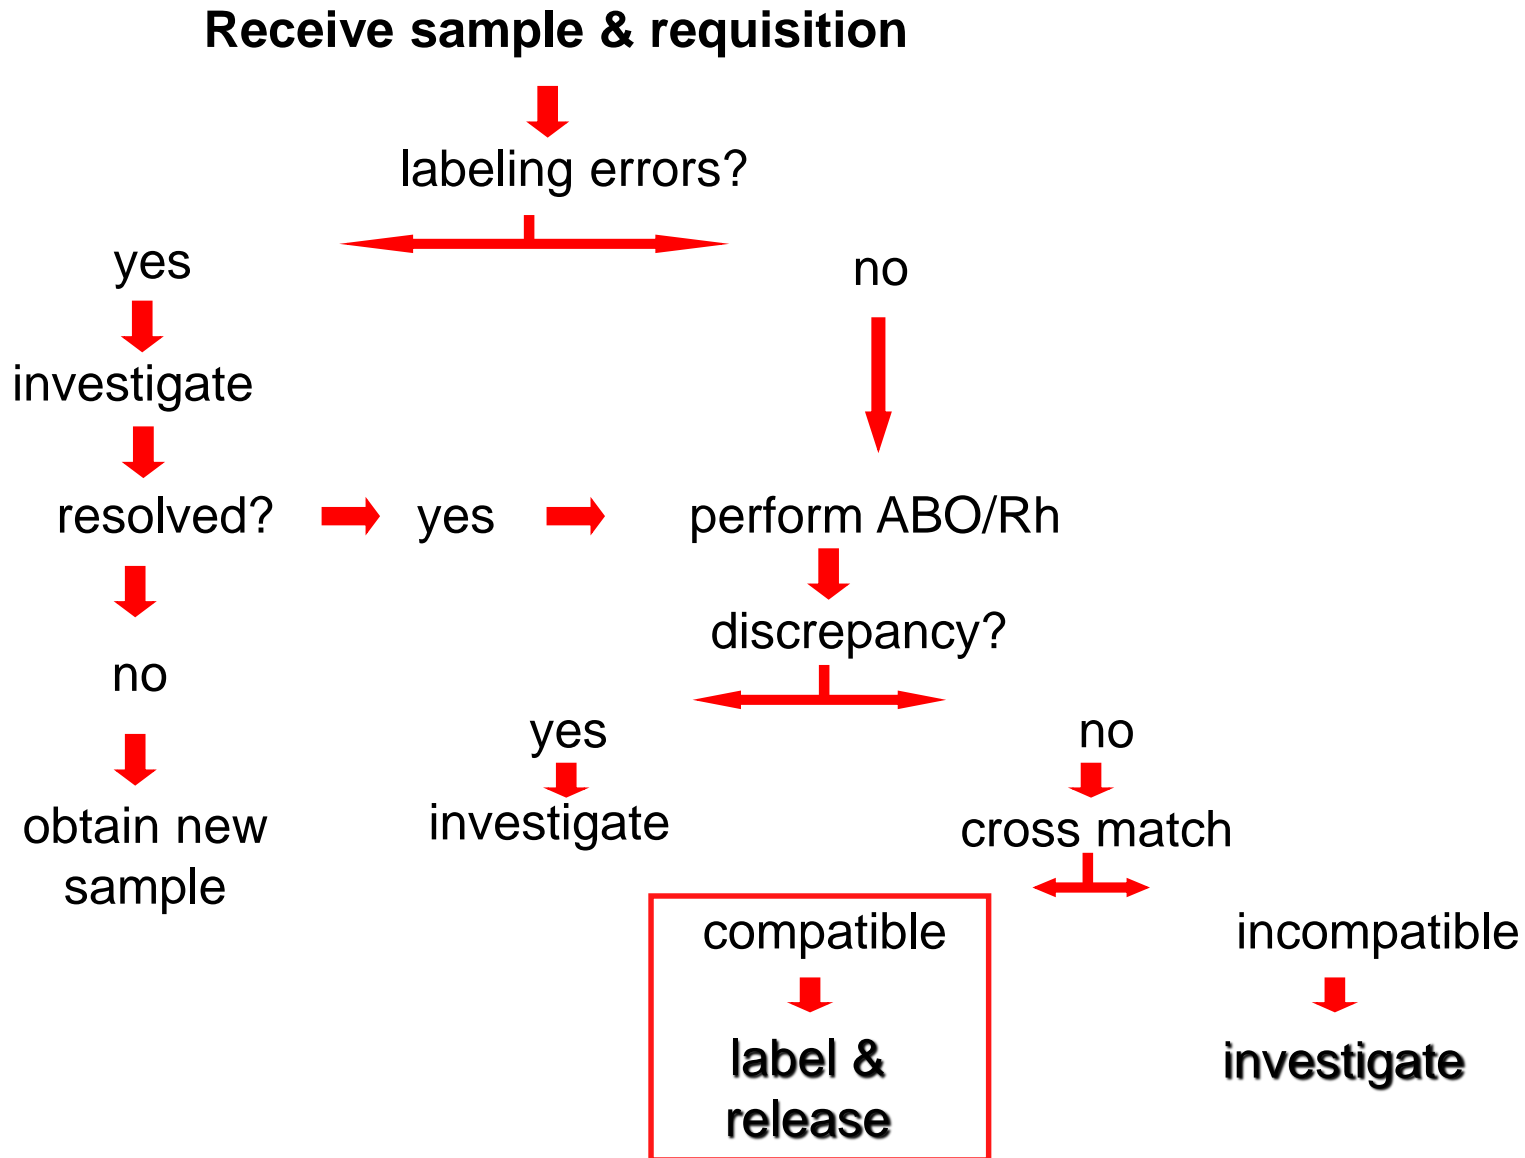 Receive sample & requisition
labeling errors?
yes
no
investigate
resolved?
yes
perform ABO/Rh
discrepancy?
no
yes
no
obtain new
sample
investigate
cross match
compatible
incompatible
label &
release
investigate